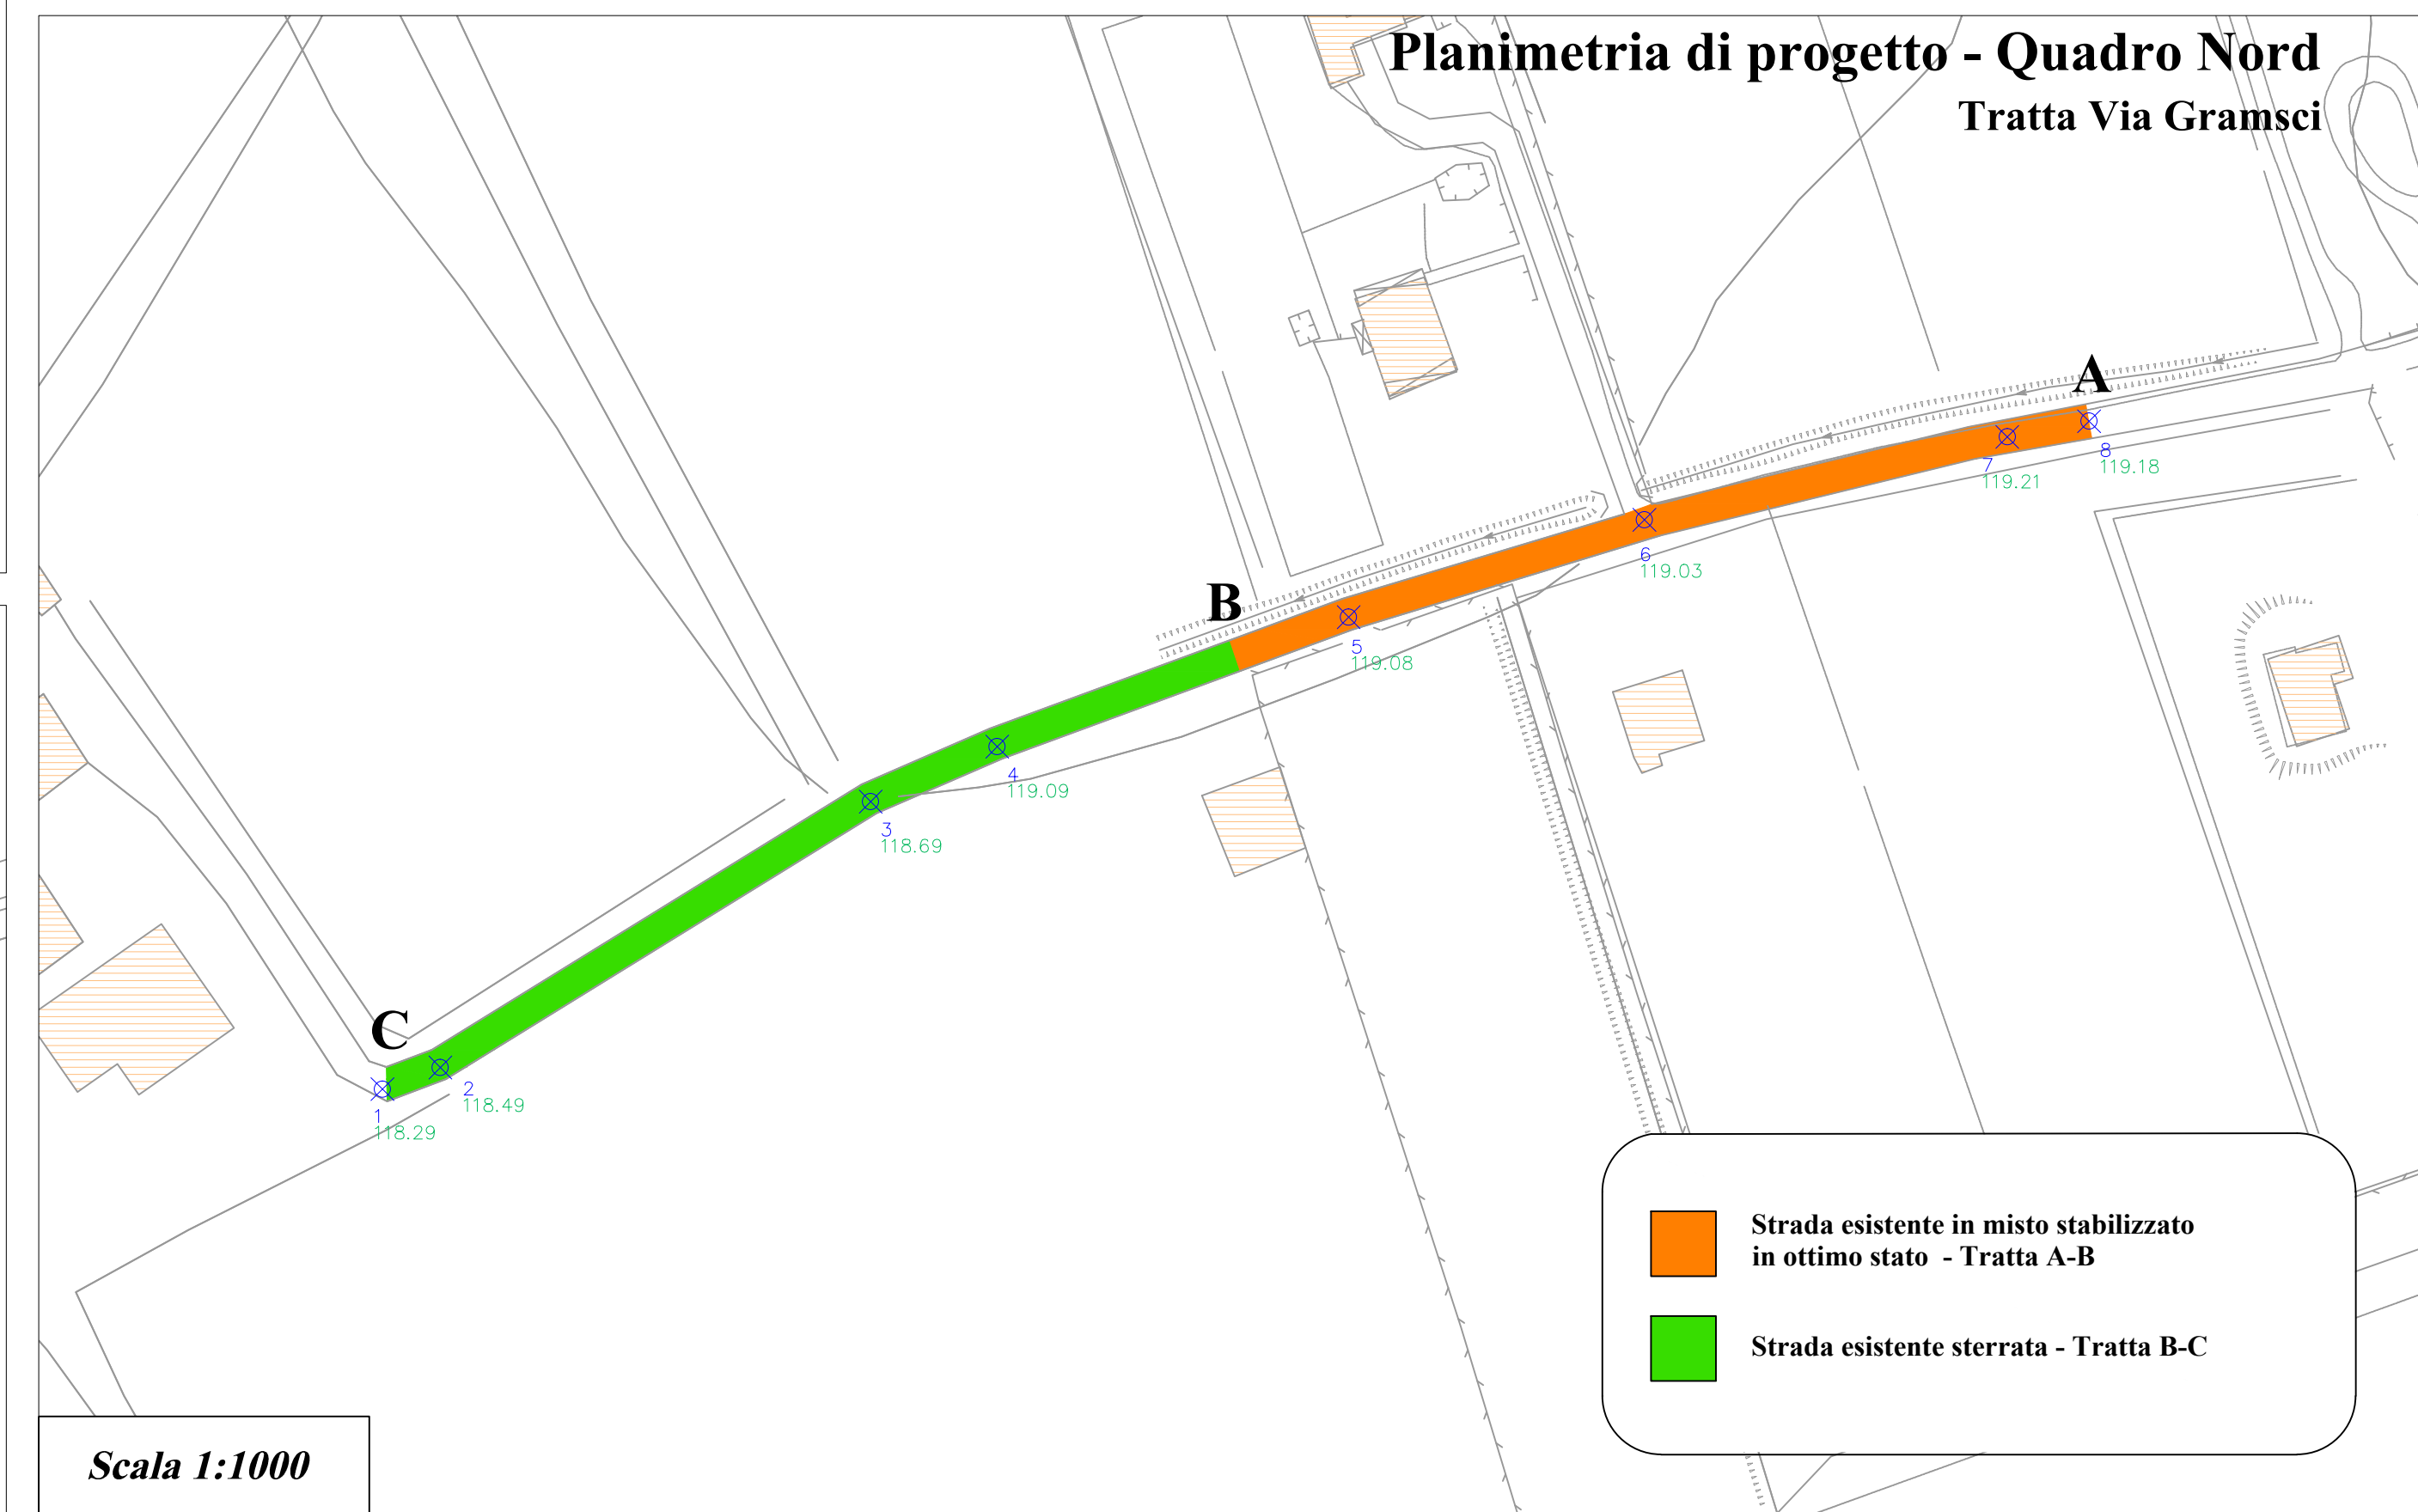 Planimetria di progetto - Quadro Nord
Tratta Via Gramsci
A
8
119.18
7
119.21
6
119.03
B
5
119.08
4
119.09
3
118.69
C
2
118.49
1
118.29
Strada esistente in misto stabilizzato
in ottimo stato - Tratta A-B
Strada esistente sterrata - Tratta B-C
Scala 1:1000